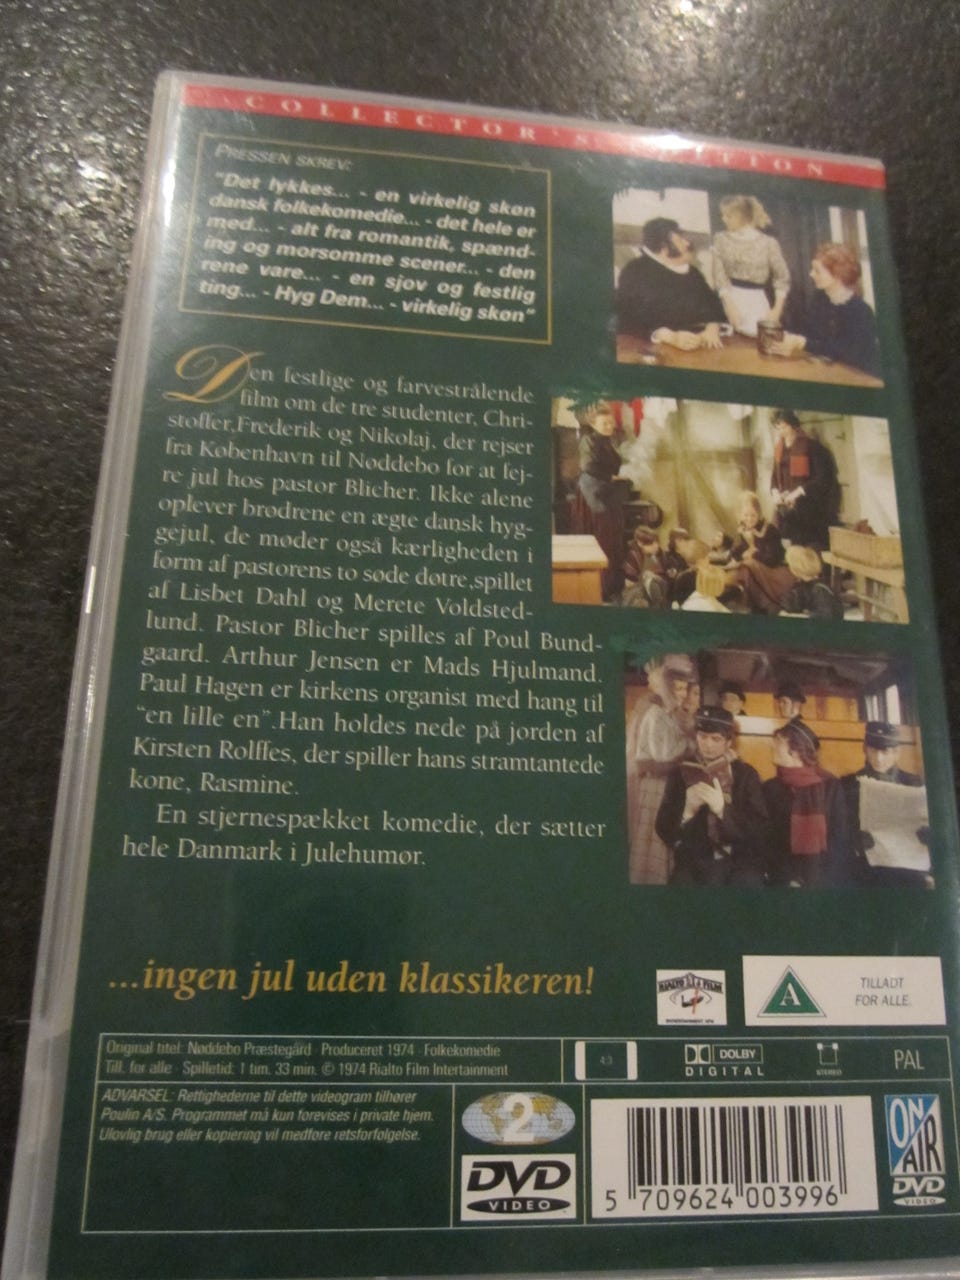 COLLECTOR'S EDITION
PRESSEN SKREV:
"Det lykkes... - en virkelig skøn
dansk folkekomedie... - det hele er
med... - alt fra romantik, spænd-
ing og morsomme scener... - den
rene vare... - en sjov og festlig
ting... - Hyg Dem... - virkelig skøn"
Den festlige og farvestrålende
film om de tre studenter, Chri-
stoffer,Frederik og Nikolaj, der rejser
fra København til Nøddebo for at fej-
re jul hos pastor Blicher. Ikke alene
oplever brødrene en ægte dansk hyg-
gejul, de møder også kærligheden i
form af pastorens to søde døtre,spillet
af Lisbet Dahl og Merete Voldsted-
lund. Pastor Blicher spilles af Poul Bund-
gaard. Arthur Jensen er Mads Hjulmand.
Paul Hagen er kirkens organist med hang til
"en lille en".Han holdes nede på jorden af
Kirsten Rolffes, der spiller hans stramtantede
kone, Rasmine.
En stjernespækket komedie, der sætter
hele Danmark i Julehumør.
...ingen jul uden klassikeren!
RIALTO FILM
ENTERTAINMENT APS
A
TILLADT
FOR ALLE.
Original titel: Nøddebo Præstegård · Produceret 1974 · Folkekomedie
Till. for alle · Spilletid: 1 tim. 33 min. © 1974 Rialto Film Intertainment
4:3
DOLBY
DIGITAL
STEREO
PAL
ADVARSEL: Rettighederne til dette videogram tilhører
Poulin A/S. Programmet må kun forevises i private hjem.
Ulovlig brug eller kopiering vil medføre retsforfølgelse.
2
DVD
VIDEO
5 709624 003996
ON
AIR
DVD
VIDEO